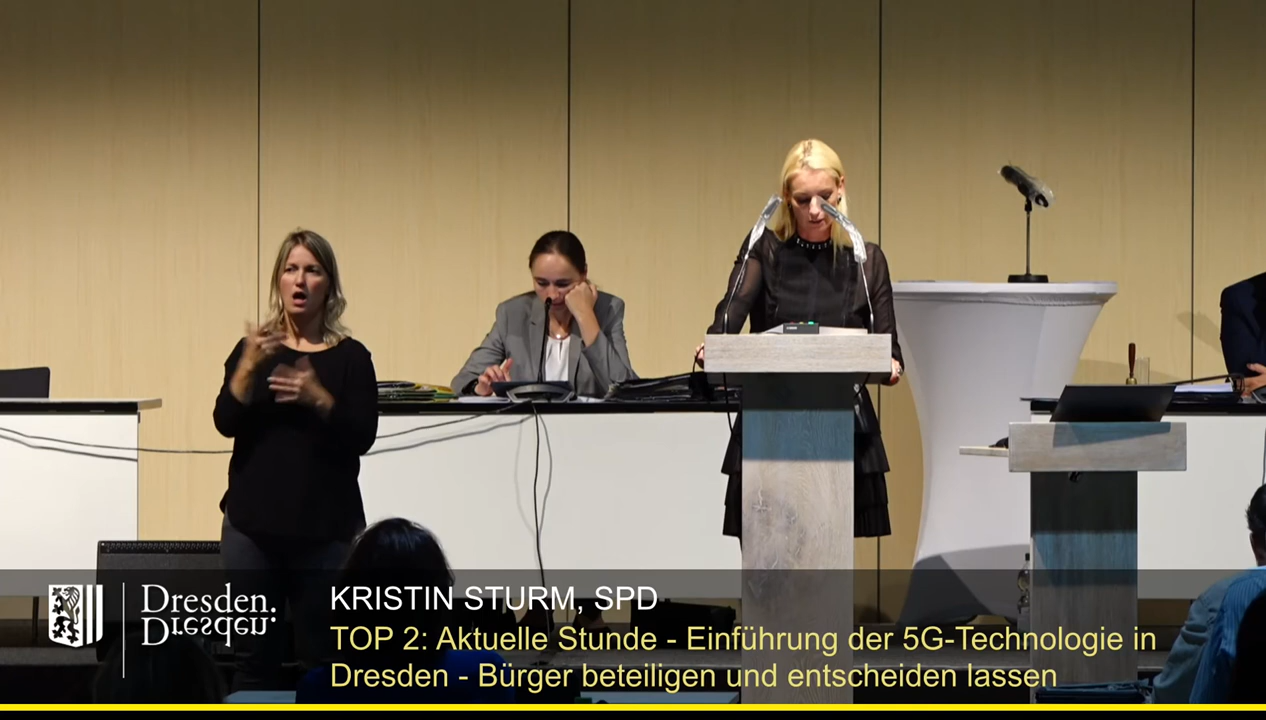 Dresden.
Dresden.
KRISTIN STURM, SPD
TOP 2: Aktuelle Stunde - Einführung der 5G-Technologie in
Dresden - Bürger beteiligen und entscheiden lassen